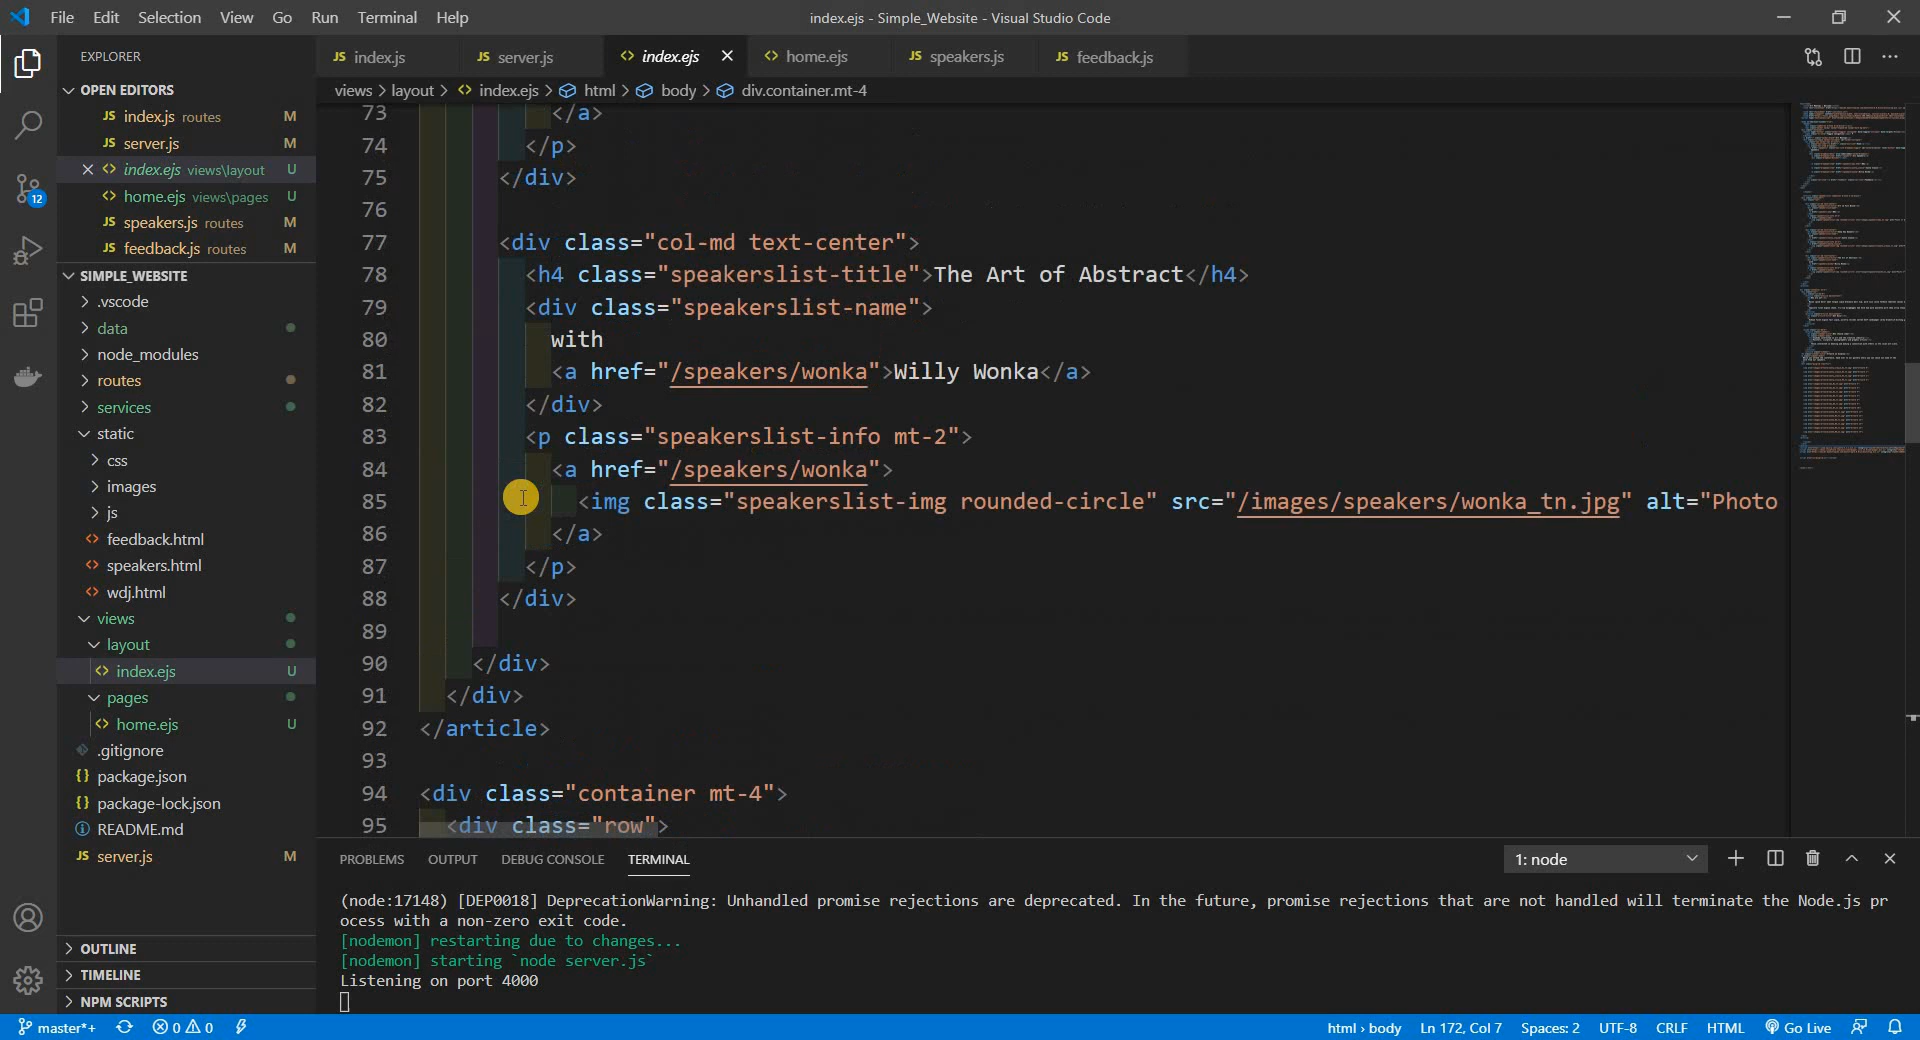 File Edit Selection View Go Run Terminal Help
index.ejs - Simple_Website - Visual Studio Code
EXPLORER
OPEN EDITORS
JS index.js routes M
JS server.js M
<> index.ejs views\layout U
<> home.ejs views\pages U
JS speakers.js routes M
JS feedback.js routes M
SIMPLE_WEBSITE
.vscode
data
node_modules
routes
services
static
css
images
js
<> feedback.html
<> speakers.html
<> wdj.html
views
layout
<> index.ejs U
pages
<> home.ejs U
.gitignore
{} package.json
{} package-lock.json
README.md
JS server.js M
OUTLINE
TIMELINE
NPM SCRIPTS
12
JS index.js JS server.js <> index.ejs <> home.ejs JS speakers.js JS feedback.js
views > layout > <> index.ejs > html > body > div.container.mt-4
73 </a>
74 </p>
75 </div>
76
77 <div class="col-md text-center">
78 <h4 class="speakerslist-title">The Art of Abstract</h4>
79 <div class="speakerslist-name">
80 with
81 <a href="/speakers/wonka">Willy Wonka</a>
82 </div>
83 <p class="speakerslist-info mt-2">
84 <a href="/speakers/wonka">
85 <img class="speakerslist-img rounded-circle" src="/images/speakers/wonka_tn.jpg" alt="Photo
86 </a>
87 </p>
88 </div>
89
90 </div>
91 </div>
92 </article>
93
94 <div class="container mt-4">
95 <div class="row">
PROBLEMS OUTPUT DEBUG CONSOLE TERMINAL
1: node
(node:17148) [DEP0018] DeprecationWarning: Unhandled promise rejections are deprecated. In the future, promise rejections that are not handled will terminate the Node.js pr
ocess with a non-zero exit code.
[nodemon] restarting due to changes...
[nodemon] starting `node server.js`
Listening on port 4000
master*+ 0 0 html › body Ln 172, Col 7 Spaces: 2 UTF-8 CRLF HTML Go Live